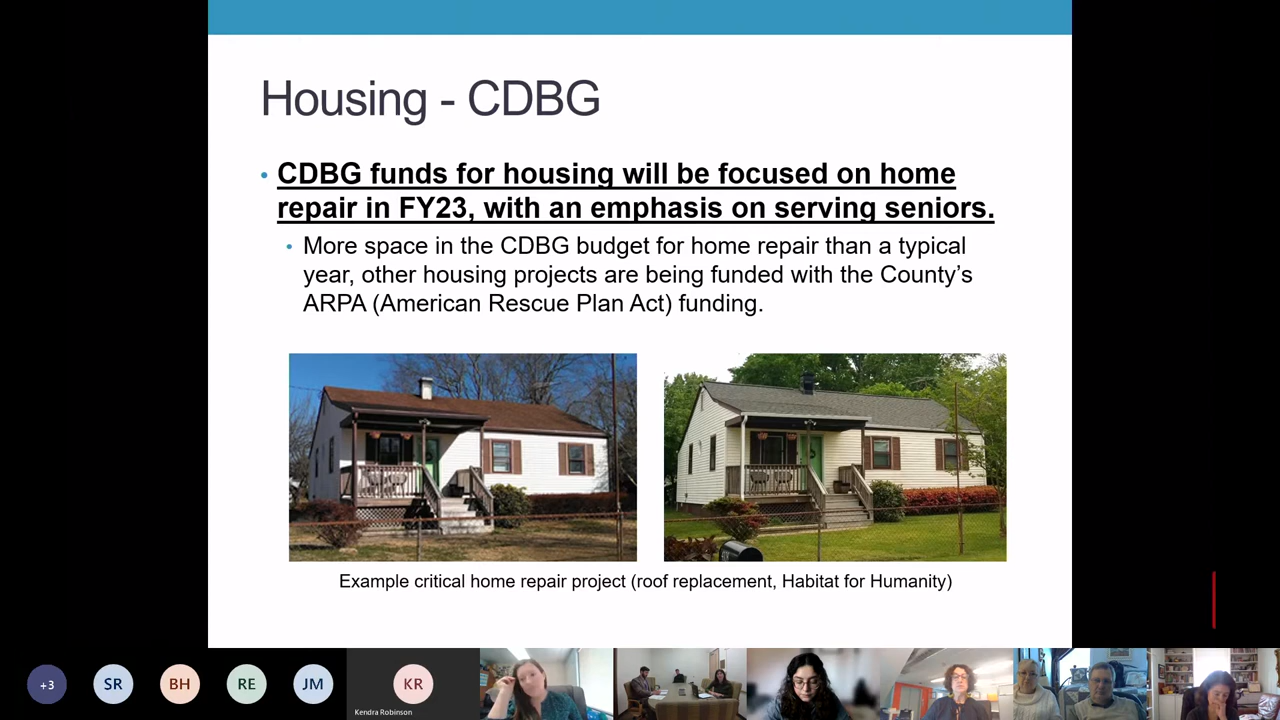 Housing - CDBG
• CDBG funds for housing will be focused on home
repair in FY23, with an emphasis on serving seniors.
• More space in the CDBG budget for home repair than a typical
year, other housing projects are being funded with the County’s
ARPA (American Rescue Plan Act) funding.
Example critical home repair project (roof replacement, Habitat for Humanity)
+3 SR BH RE JM KR
Kendra Robinson